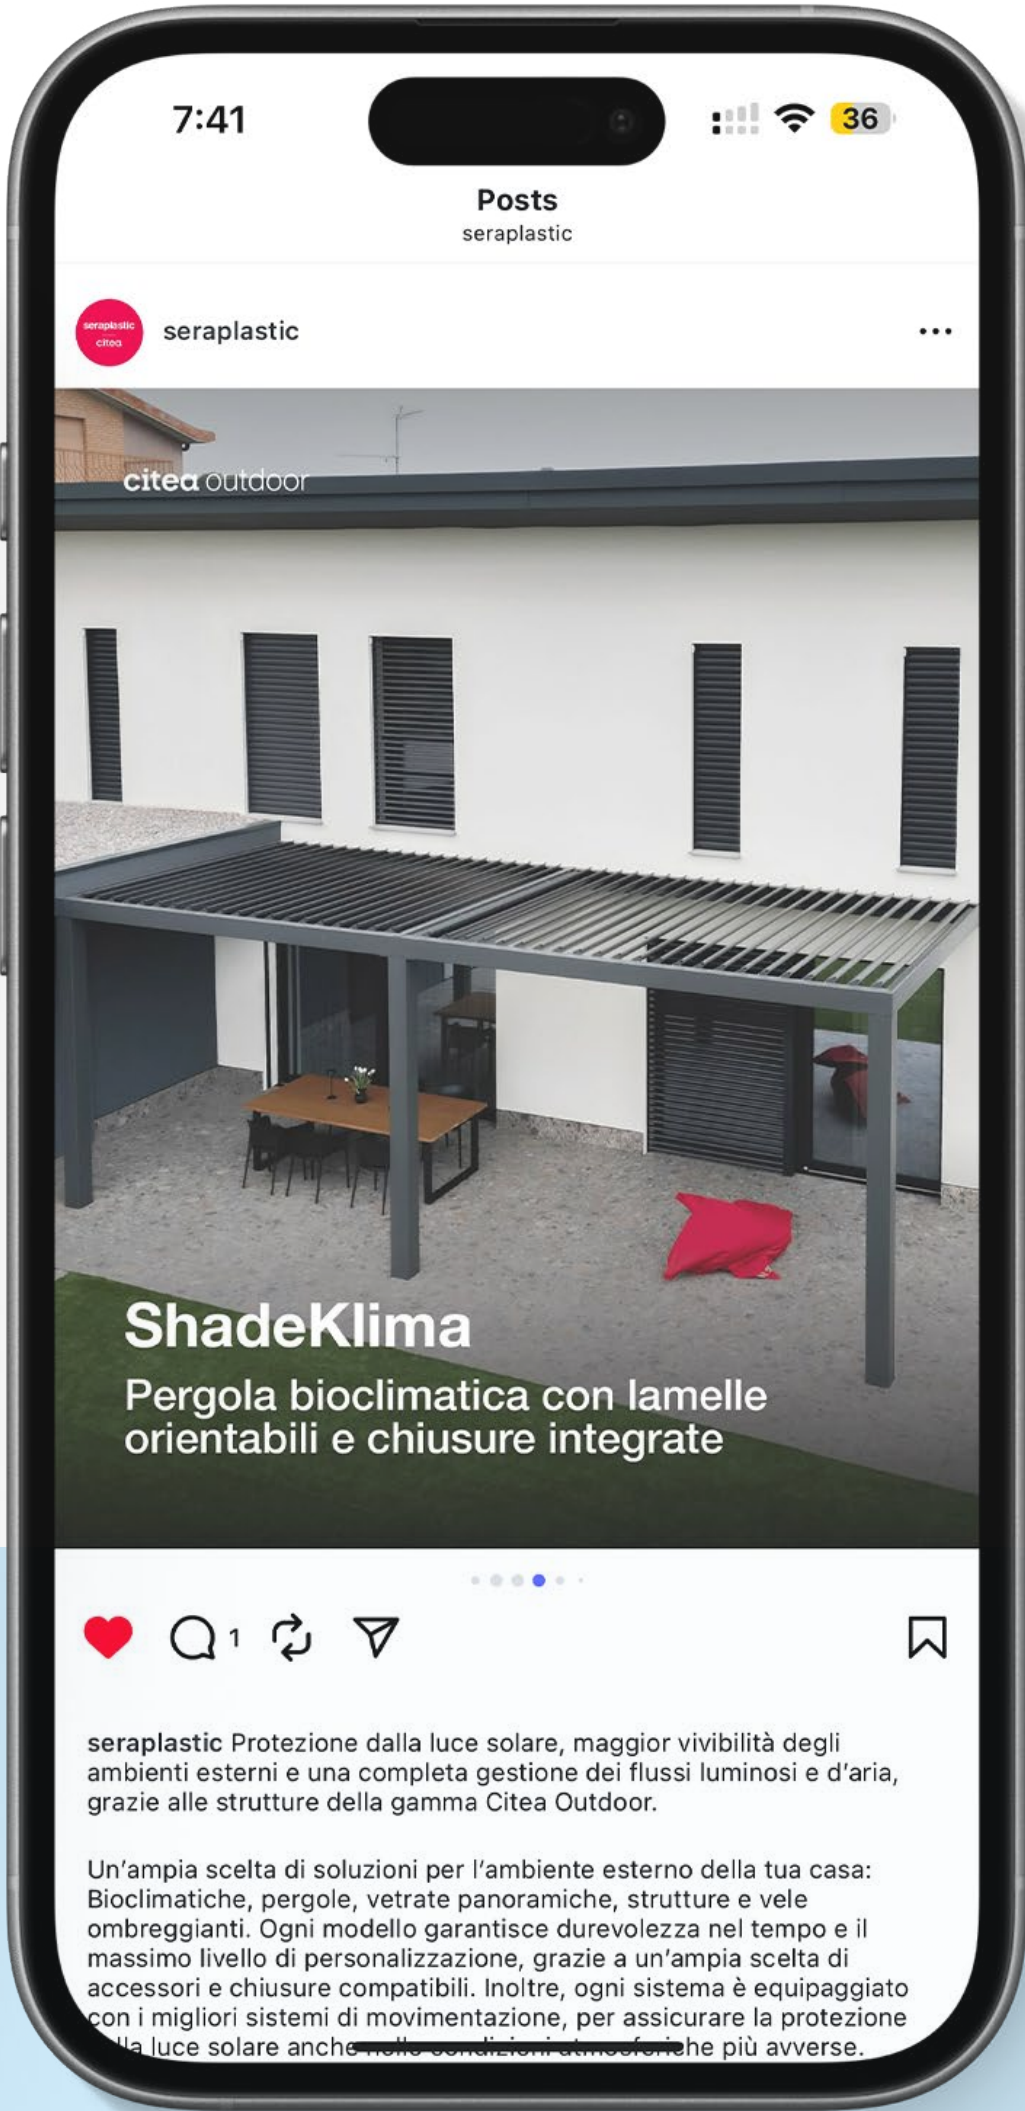 7:41
36
Posts
seraplastic
seraplastic
citea
seraplastic
citea outdoor
ShadeKlima
Pergola bioclimatica con lamelle
orientabili e chiusure integrate
1
seraplastic Protezione dalla luce solare, maggior vivibilità degli
ambienti esterni e una completa gestione dei flussi luminosi e d'aria,
grazie alle strutture della gamma Citea Outdoor.
Un'ampia scelta di soluzioni per l'ambiente esterno della tua casa:
Bioclimatiche, pergole, vetrate panoramiche, strutture e vele
ombreggianti. Ogni modello garantisce durevolezza nel tempo e il
massimo livello di personalizzazione, grazie a un'ampia scelta di
accessori e chiusure compatibili. Inoltre, ogni sistema è equipaggiato
con i migliori sistemi di movimentazione, per assicurare la protezione
luce solare anche più avverse.